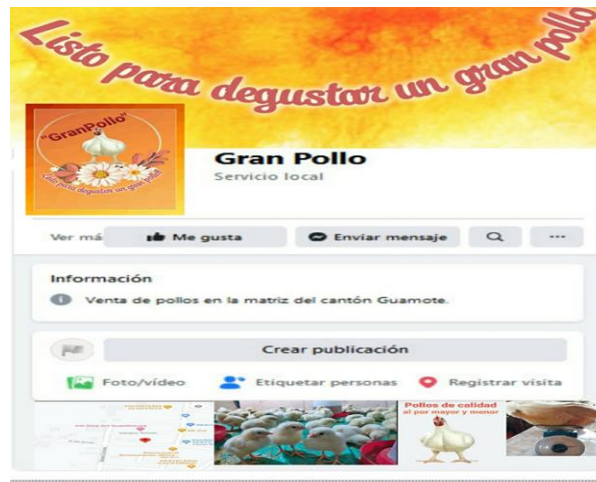 Listo para degustar un gran pollo
"GranPollo"
Listo para degustar un gran pollo!
Gran Pollo
Servicio local
Ver má
Me gusta
Enviar mensaje
Información
Venta de pollos en la matriz del cantón Guamote.
Crear publicación
Foto/vídeo
Etiquetar personas
Registrar visita
Pollos de calidad
al por mayor y menor